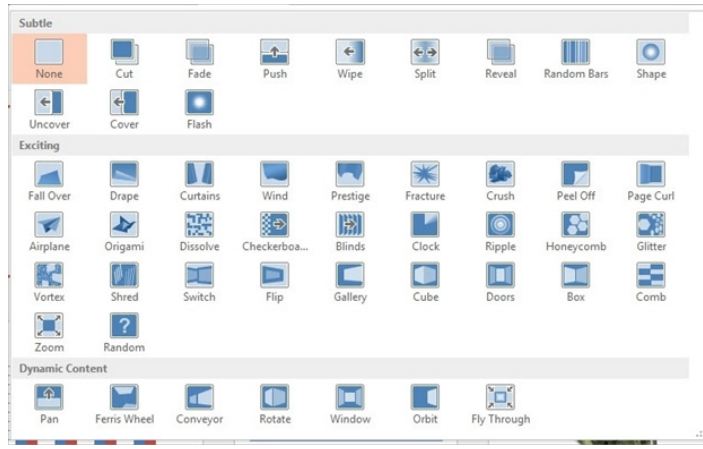 Subtle
None Cut Fade Push Wipe Split Reveal Random Bars Shape
Uncover Cover Flash
Exciting
Fall Over Drape Curtains Wind Prestige Fracture Crush Peel Off Page Curl
Airplane Origami Dissolve Checkerboa... Blinds Clock Ripple Honeycomb Glitter
Vortex Shred Switch Flip Gallery Cube Doors Box Comb
Zoom ? Random
Dynamic Content
Pan Ferris Wheel Conveyor Rotate Window Orbit Fly Through